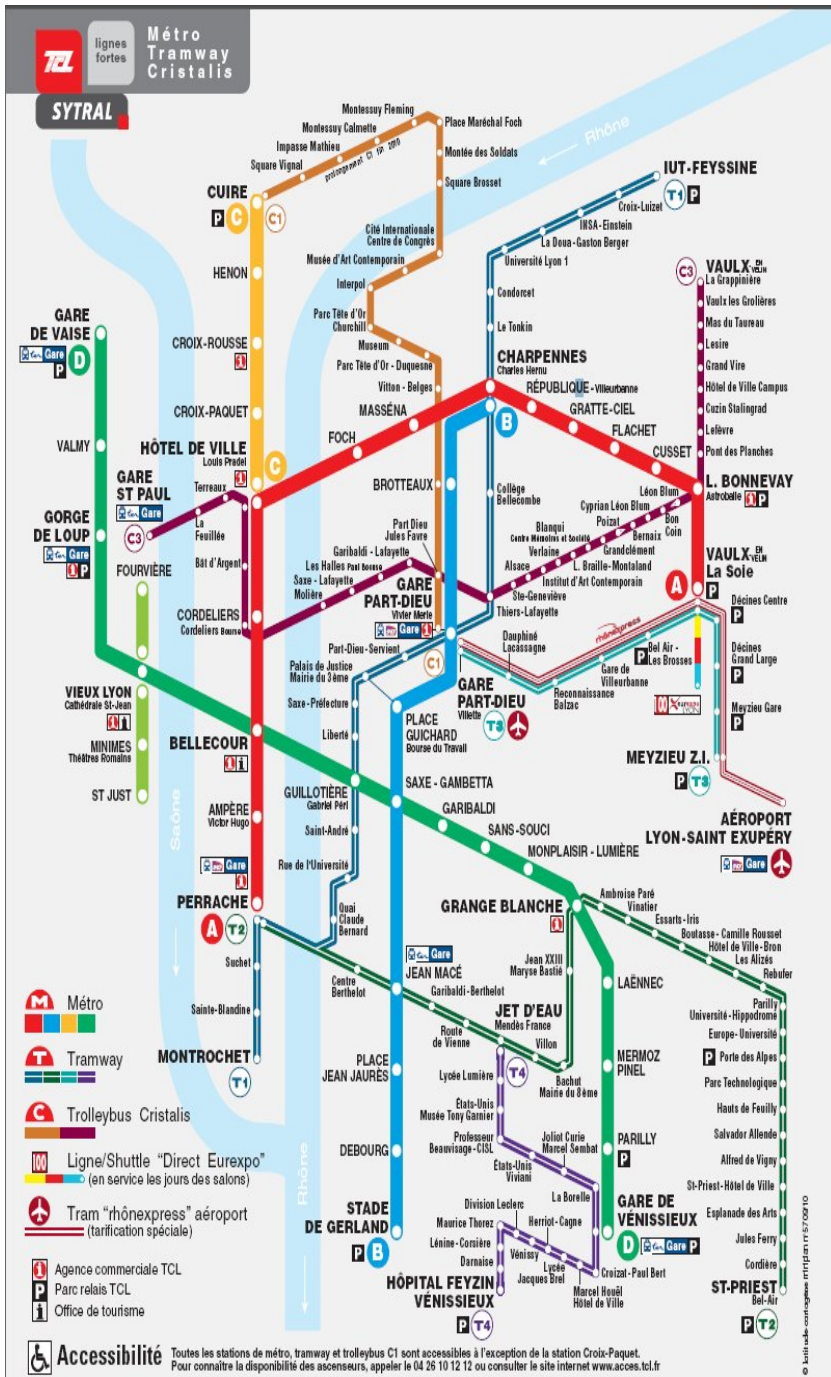 TCL
lignes
fortes
Métro
Tramway
Cristalis
SYTRAL
Rhône
Montessuy Fleming
Montessuy Calmette
Impasse Mathieu
Square Vignal
prolongement C1 fin 2010
Place Maréchal Foch
Montée des Soldats
Square Brosset
CUIRE
P
C
C1
HENON
CROIX-ROUSSE
CROIX-PAQUET
HÔTEL DE VILLE
Louis Pradel
C
Cité Internationale
Centre de Congrès
Musée d'Art Contemporain
Interpol
Parc Tête d'Or
Churchill
Museum
Parc Tête d'Or - Duquesne
Vitton - Belges
IUT-FEYSSINE
T1 P
Croix-Luizet
INSA-Einstein
La Doua-Gaston Berger
Université Lyon 1
Condorcet
Le Tonkin
CHARPENNES
Charles Hernu
B
RÉPUBLIQUE - Villeurbanne
GRATTE-CIEL
FLACHET
CUSSET
MASSÉNA
FOCH
C3
VAULX EN VELIN
La Grappinière
Vaulx les Grolières
Mas du Taureau
Lesire
Grand Vire
Hôtel de Ville Campus
Cuzin Stalingrad
Lefèvre
Pont des Planches
L. BONNEVAY
Astroballe
P
VAULX EN VELIN
La Soie
A
P
GARE
DE VAISE
Gare
P
D
VALMY
GORGE
DE LOUP
Gare
P
GARE
ST PAUL
Gare
C3
Terreaux
La
Feuillée
Bât d'Argent
CORDELIERS
Cordeliers Bourse
Molière
Saxe - Lafayette
Les Halles Paul Bocuse
Garibaldi - Lafayette
Part Dieu
Jules Favre
BROTTEAUX
Collège
Bellecombe
GARE
PART-DIEU
Vivier Merle
Gare
C1
Thiers-Lafayette
Ste-Geneviève
Institut d'Art Contemporain
Alsace
L. Braille-Montaland
Verlaine
Centre Mémoires et Société
Blanqui
Grandclément
Poizat
Bernaix
Cyprian Léon Blum
Bon
Coin
Léon Blum
FOURVIÈRE
VIEUX LYON
Cathédrale St-Jean
MINIMES
Théâtres Romains
ST JUST
Saône
BELLECOUR
AMPÈRE
Victor Hugo
Gare
PERRACHE
A T2
Suchet
Sainte-Blandine
MONTROCHET
T1
Part-Dieu-Servient
Palais de Justice
Mairie du 3ème
Saxe-Préfecture
Liberté
GUILLOTIÈRE
Gabriel Péri
Saint-André
Rue de l'Université
Quai
Claude
Bernard
GARE
PART-DIEU
Villette
T3
Dauphiné
Lacassagne
rhônexpress
Reconnaissance
Balzac
Gare de
Villeurbanne
Bel Air -
Les Brosses
P
Décines Centre
P
Décines
Grand Large
P
Meyzieu Gare
P
100 eurexpo LYON
MEYZIEU Z.I.
P T3
AÉROPORT
LYON-SAINT EXUPÉRY
Gare
PLACE
GUICHARD
Bourse du Travail
SAXE - GAMBETTA
GARIBALDI
SANS-SOUCI
MONPLAISIR - LUMIÈRE
GRANGE BLANCHE
Ambroise Paré
Vinatier
Essarts-Iris
Boutasse - Camille Rousset
Hôtel de Ville-Bron
Les Alizés
Rebufer
Parilly
Université-Hippodrome
Europe-Université
P Porte des Alpes
Parc Technologique
Hauts de Feuilly
Salvador Allende
Alfred de Vigny
St-Priest-Hôtel de Ville
Esplanade des Arts
Jules Ferry
Cordière
ST-PRIEST
Bel-Air
P T2
LAËNNEC
MERMOZ
PINEL
PARILLY
P
GARE DE
VÉNISSIEUX
D Gare P
Gare
JEAN MACÉ
Centre
Berthelot
Garibaldi-Berthelot
Route
de Vienne
JET D'EAU
Mendès France
Villon
Jean XXIII
Maryse Bastié
Bachut
Mairie du 8ème
T4
PLACE
JEAN JAURÈS
DEBOURG
STADE
DE GERLAND
P B
Lycée Lumière
États-Unis
Musée Tony Garnier
Professeur
Beauvisage-CISL
États-Unis
Viviani
Joliot Curie
Marcel Sembat
La Borelle
Croizat-Paul Bert
Marcel Houël
Hôtel de Ville
Lycée
Jacques Brel
Herriot-Cagne
Vénissy
Division Leclerc
Maurice Thorez
Lénine-Corsière
Darnaise
HÔPITAL FEYZIN
VÉNISSIEUX
P T4
Rhône
M Métro
T Tramway
C Trolleybus Cristalis
100 Ligne/Shuttle "Direct Eurexpo"
(en service les jours des salons)
Tram "rhônexpress" aéroport
(tarification spéciale)
Agence commerciale TCL
P Parc relais TCL
i Office de tourisme
Accessibilité
Toutes les stations de métro, tramway et trolleybus C1 sont accessibles à l'exception de la station Croix-Paquet.
Pour connaître la disponibilité des ascenseurs, appeler le 04 26 10 12 12 ou consulter le site internet www.acces.tcl.fr